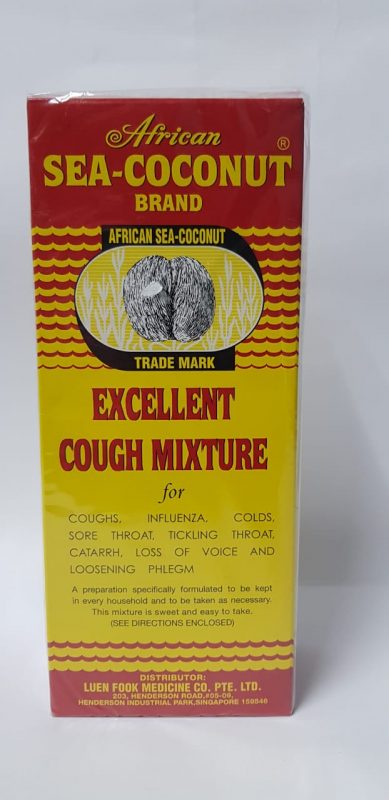 African
SEA-COCONUT ®
BRAND
AFRICAN SEA-COCONUT
TRADE MARK
EXCELLENT
COUGH MIXTURE
for
COUGHS, INFLUENZA, COLDS,
SORE THROAT, TICKLING THROAT,
CATARRH, LOSS OF VOICE AND
LOOSENING PHLEGM
A preparation specifically formulated to be kept
in every household and to be taken as necessary.
This mixture is sweet and easy to take.
(SEE DIRECTIONS ENCLOSED)
DISTRIBUTOR:
LUEN FOOK MEDICINE CO. PTE. LTD.
203, HENDERSON ROAD,#55-06,
HENDERSON INDUSTRIAL PARK,SINGAPORE 159546